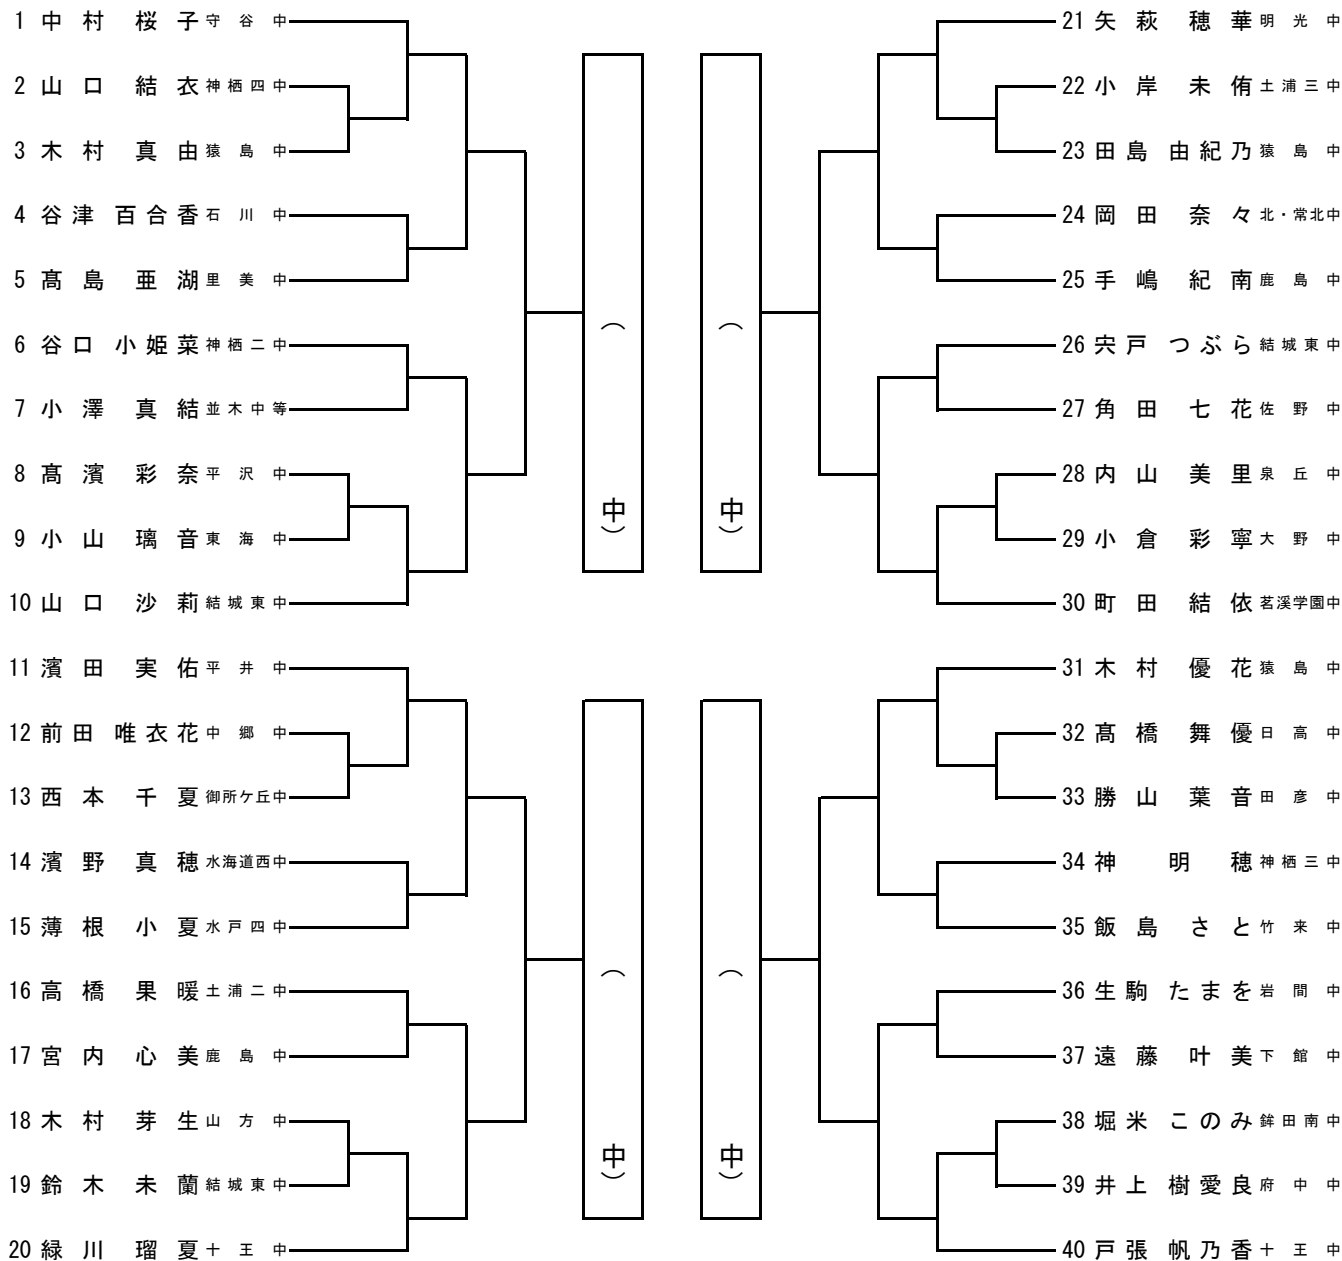 1 中村 桜子 守谷中
2 山口 結衣 神栖四中
3 木村 真由 猿島中
4 谷津 百合香 石川中
5 髙島 亜湖 里美中
6 谷口 小姫菜 神栖二中
7 小澤 真結 並木中等
8 髙濱 彩奈 平沢中
9 小山 璃音 東海中
10 山口 沙莉 結城東中
11 濱田 実佑 平井中
12 前田 唯衣花 中郷中
13 西本 千夏 御所ケ丘中
14 濱野 真穂 水海道西中
15 薄根 小夏 水戸四中
16 高橋 果暖 土浦二中
17 宮内 心美 鹿島中
18 木村 芽生 山方中
19 鈴木 未蘭 結城東中
20 緑川 瑠夏 十王中
( 中)
( 中)
( 中)
( 中)
21 矢萩 穂華 明光中
22 小岸 未侑 土浦三中
23 田島 由紀乃 猿島中
24 岡田 奈々 北・常北中
25 手嶋 紀南 鹿島中
26 宍戸 つぶら 結城東中
27 角田 七花 佐野中
28 内山 美里 泉丘中
29 小倉 彩寧 大野中
30 町田 結依 茗溪学園中
31 木村 優花 猿島中
32 髙橋 舞優 日高中
33 勝山 葉音 田彦中
34 神 明穂 神栖三中
35 飯島 さと 竹来中
36 生駒 たまを 岩間中
37 遠藤 叶美 下館中
38 堀米 このみ 鉾田南中
39 井上 樹愛良 府中中
40 戸張 帆乃香 十王中